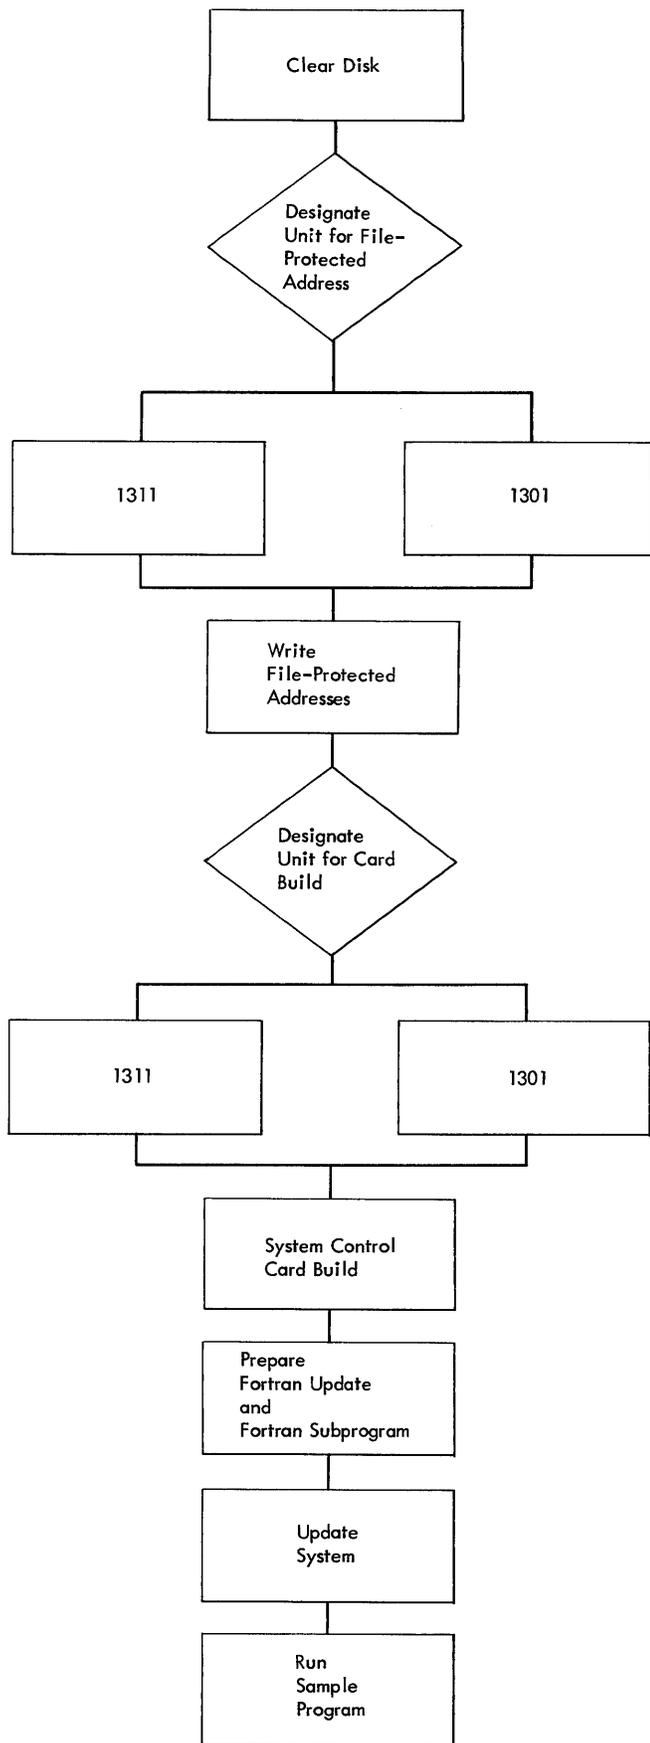 Clear Disk
Designate
Unit for File-
Protected
Address
1311
1301
Write
File-Protected
Addresses
Designate
Unit for Card
Build
1311
1301
System Control
Card Build
Prepare
Fortran Update
and
Fortran Subprogram
Update
System
Run
Sample
Program